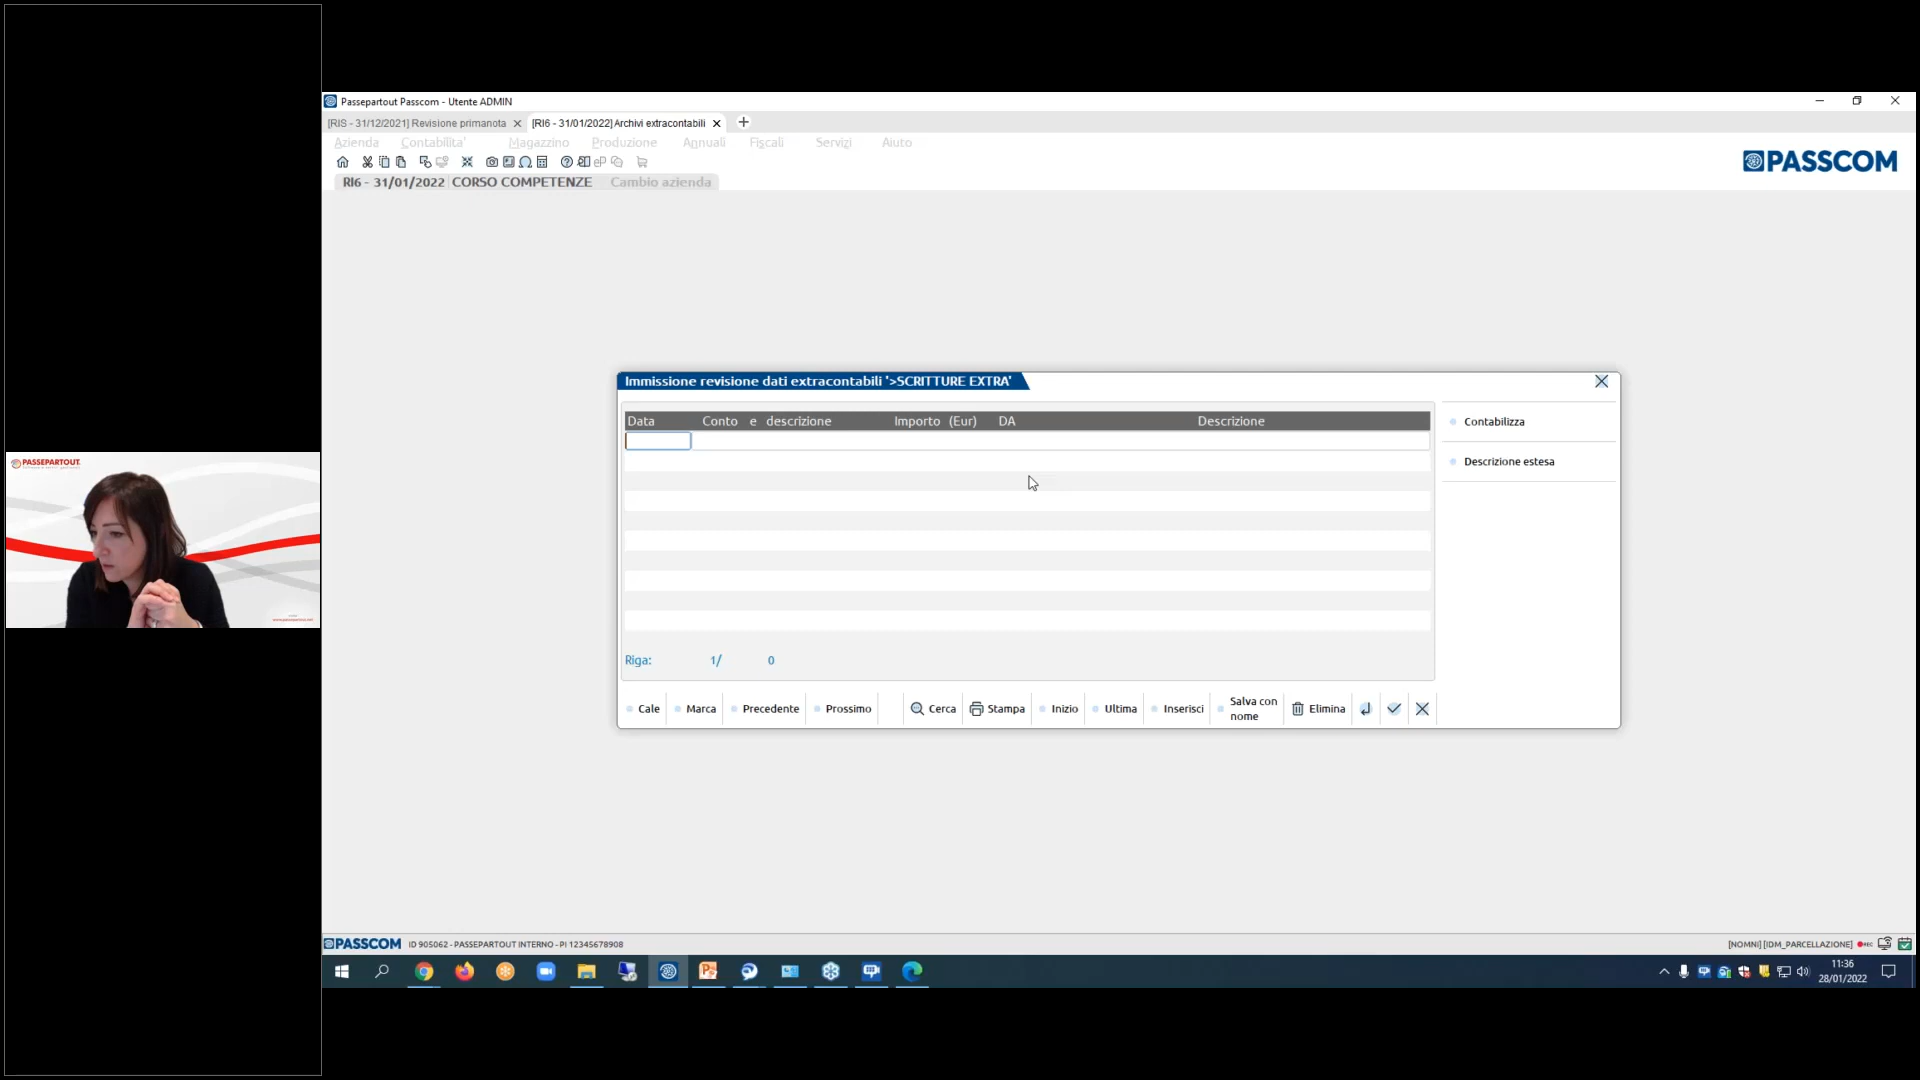 Passepartout Passcom - Utente ADMIN
[RIS - 31/12/2021] Revisione primanota
[RI6 - 31/01/2022] Archivi extracontabili
Azienda Contabilita' Magazzino Produzione Annuali Fiscali Servizi Aiuto
PASSCOM
RI6 - 31/01/2022 CORSO COMPETENZE Cambio azienda
Immissione revisione dati extracontabili '>SCRITTURE EXTRA'
Data Conto e descrizione Importo (Eur) DA Descrizione
Contabilizza
Descrizione estesa
PASSEPARTOUT
Riga: 1/ 0
Cale Marca Precedente Prossimo Cerca Stampa Inizio Ultima Inserisci Salva con nome Elimina
PASSCOM ID 905062 - PASSEPARTOUT INTERNO - PI 12345678908
[NOMNI] [IDM_PARCELLAZIONE] REC
11:36
28/01/2022